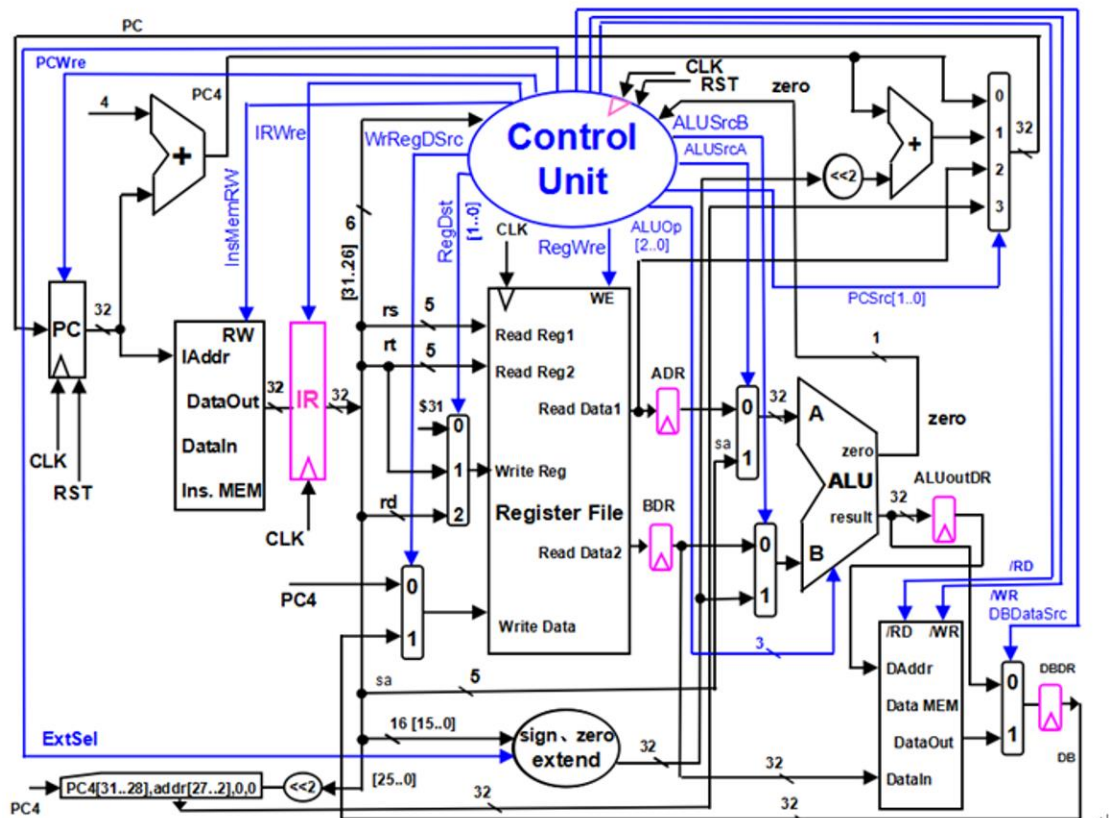 PC
PCWre
4
PC4
IRWre
InsMemRW
WrRegDSrc
6
[31..26]
RegDst
[1..0]
Control
Unit
CLK
RST
zero
ALUSrcB
ALUSrcA
ALUOp
[2..0]
RegWre
CLK
<<2
+
+
0
1
2
3
32
PCSrc[1..0]
PC
32
CLK
RST
RW
IAddr
DataOut
DataIn
Ins. MEM
32
IR
32
CLK
rs
5
rt
5
$31
0
1
2
rd
WE
Read Reg1
Read Reg2
Read Data1
Write Reg
Register File
Read Data2
Write Data
PC4
0
1
ADR
BDR
sa
0
1
32
0
1
A
B
zero
ALU
result
1
zero
32
ALUoutDR
3
/RD
/WR
DBDataSrc
/RD
/WR
DAddr
Data MEM
DataOut
DataIn
0
1
DBDR
DB
sa
5
16 [15..0]
sign、zero
extend
32
32
ExtSel
[25..0]
PC4[31..28],addr[27..2],0,0
<<2
PC4
32
32